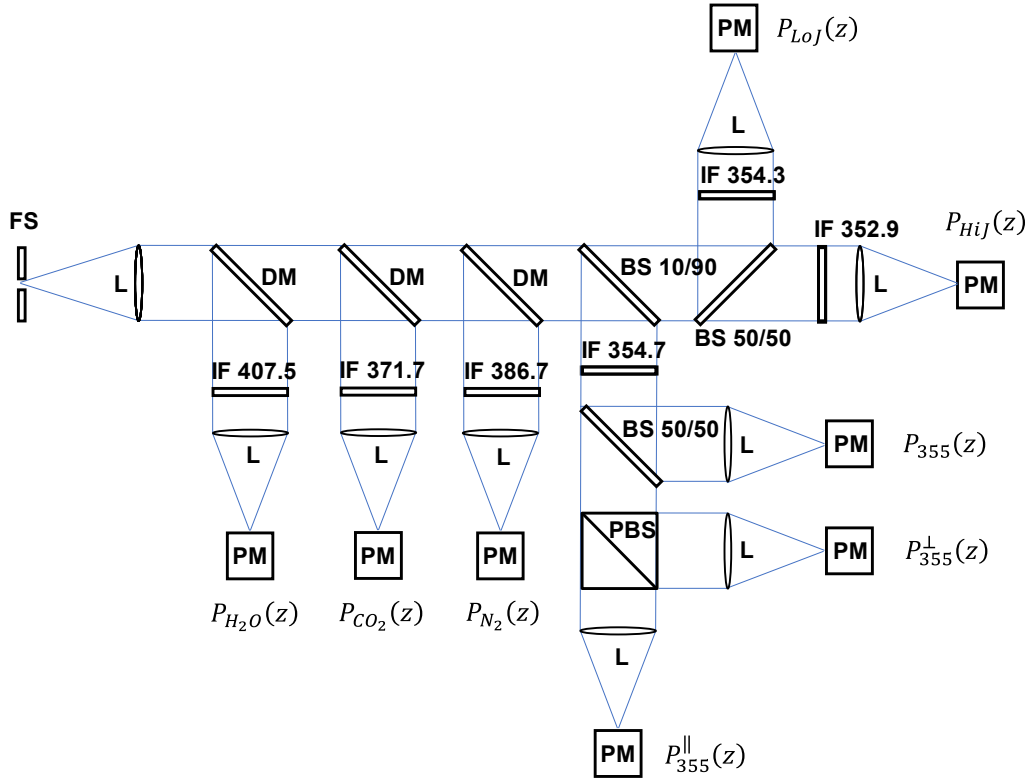 PM P_{LoJ}(z)
L
IF 354.3
FS
IF 352.9
P_{HiJ}(z)
L
DM
DM
DM
BS 10/90
L
PM
BS 50/50
IF 407.5
IF 371.7
IF 386.7
IF 354.7
BS 50/50
L
L
L
L
PM
P_{355}(z)
PM
PM
PM
PBS
L
PM
P_{355}^{⊥}(z)
P_{H_2O}(z)
P_{CO_2}(z)
P_{N_2}(z)
L
PM
P_{355}^{∥}(z)